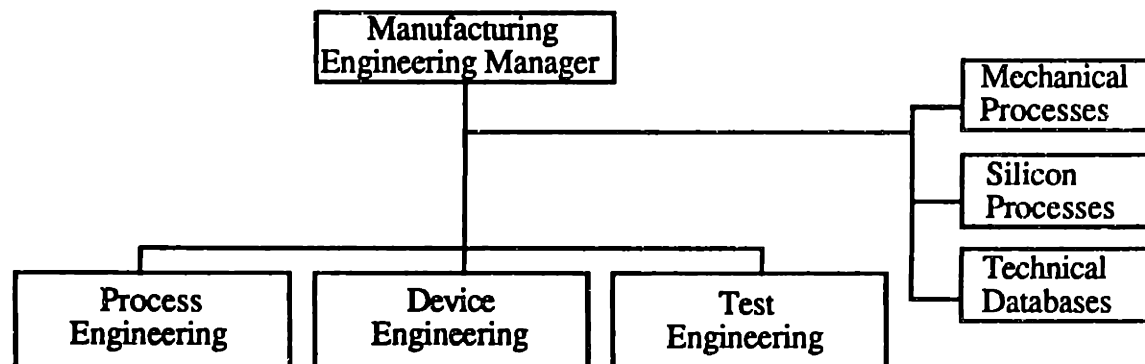 Manufacturing
Engineering Manager
Mechanical
Processes
Silicon
Processes
Technical
Databases
Process
Engineering
Device
Engineering
Test
Engineering